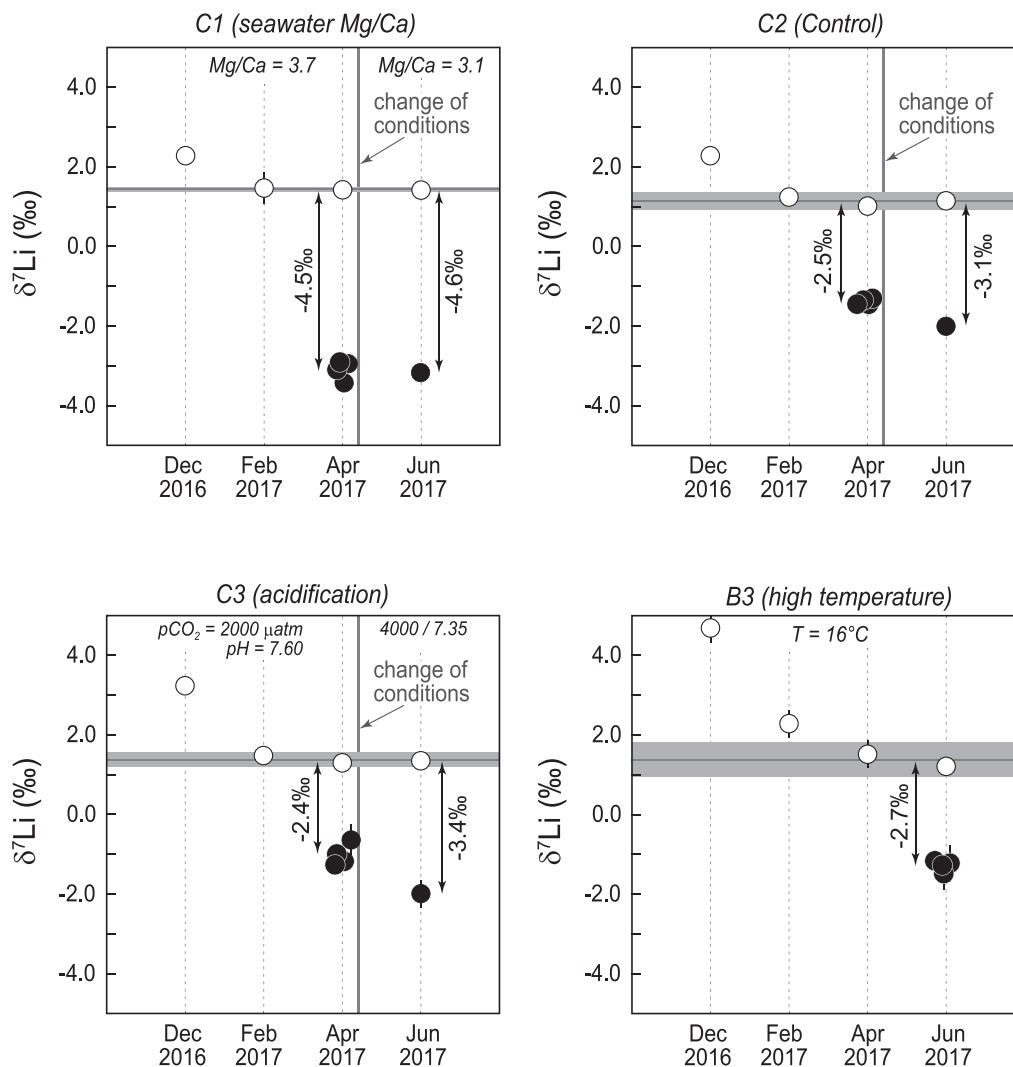 C1 (seawater Mg/Ca)
Mg/Ca = 3.7
Mg/Ca = 3.1
change of
conditions
4.0
2.0
0.0
-2.0
-4.0
δ⁷Li (‰)
-4.5‰
-4.6‰
Dec
2016
Feb
2017
Apr
2017
Jun
2017
C2 (Control)
change of
conditions
4.0
2.0
0.0
-2.0
-4.0
δ⁷Li (‰)
-2.5‰
-3.1‰
Dec
2016
Feb
2017
Apr
2017
Jun
2017
C3 (acidification)
pCO₂ = 2000 µatm
pH = 7.60
4000 / 7.35
change of
conditions
4.0
2.0
0.0
-2.0
-4.0
δ⁷Li (‰)
-2.4‰
-3.4‰
Dec
2016
Feb
2017
Apr
2017
Jun
2017
B3 (high temperature)
T = 16°C
4.0
2.0
0.0
-2.0
-4.0
δ⁷Li (‰)
-2.7‰
Dec
2016
Feb
2017
Apr
2017
Jun
2017